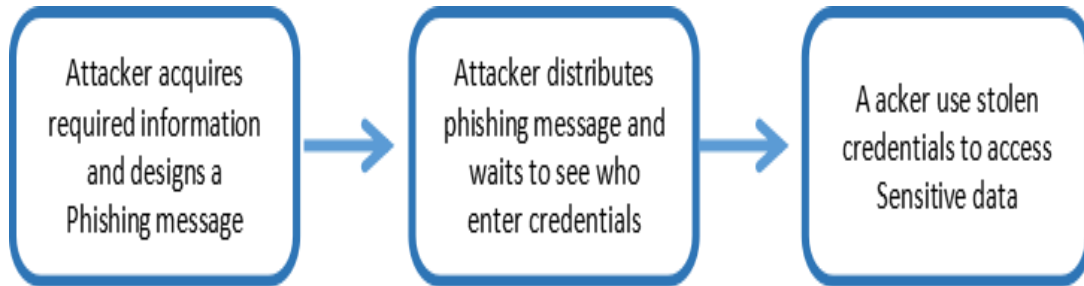 Attacker acquires
required information
and designs a
Phishing message
Attacker distributes
phishing message and
waits to see who
enter credentials
A acker use stolen
credentials to access
Sensitive data